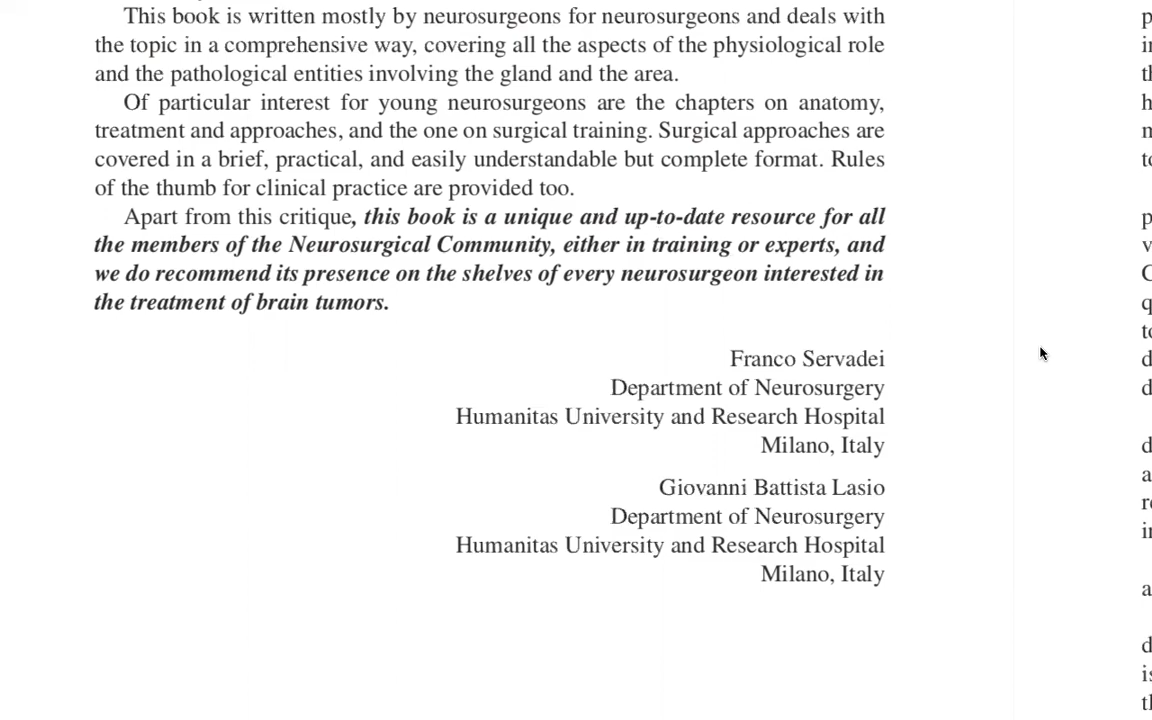 This book is written mostly by neurosurgeons for neurosurgeons and deals with
the topic in a comprehensive way, covering all the aspects of the physiological role
and the pathological entities involving the gland and the area.
Of particular interest for young neurosurgeons are the chapters on anatomy,
treatment and approaches, and the one on surgical training. Surgical approaches are
covered in a brief, practical, and easily understandable but complete format. Rules
of the thumb for clinical practice are provided too.
Apart from this critique, this book is a unique and up-to-date resource for all
the members of the Neurosurgical Community, either in training or experts, and
we do recommend its presence on the shelves of every neurosurgeon interested in
the treatment of brain tumors.
Franco Servadei
Department of Neurosurgery
Humanitas University and Research Hospital
Milano, Italy
Giovanni Battista Lasio
Department of Neurosurgery
Humanitas University and Research Hospital
Milano, Italy